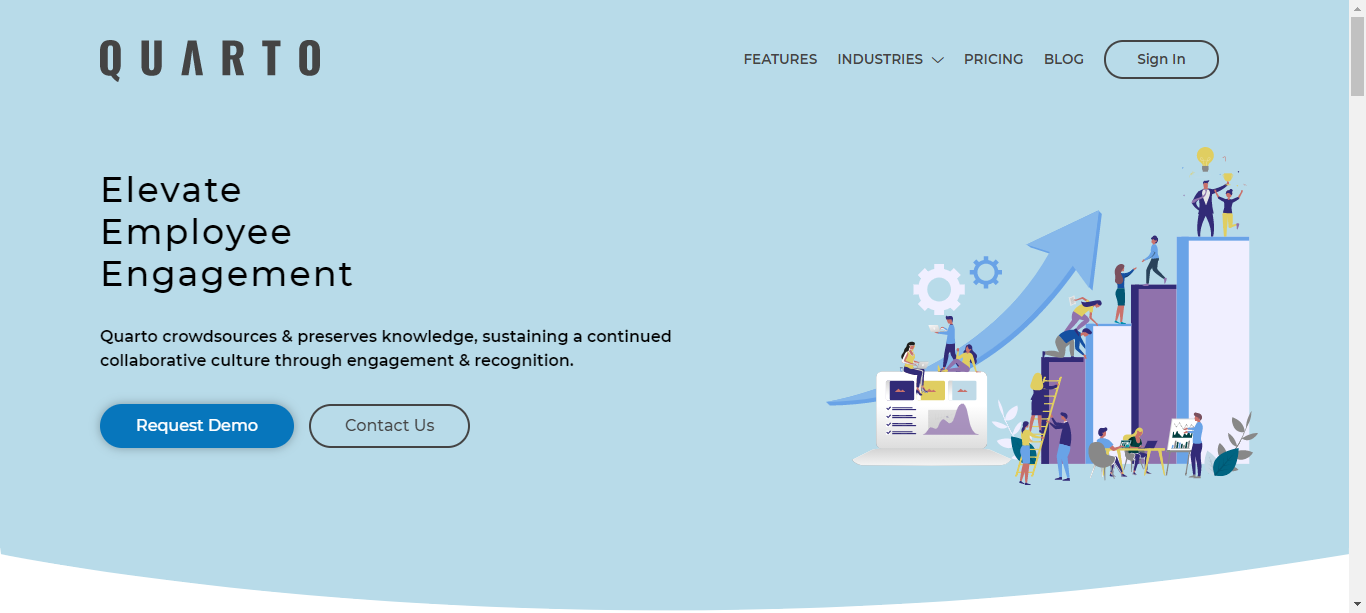 QUARTO
FEATURES INDUSTRIES PRICING BLOG Sign In
Elevate
Employee
Engagement
Quarto crowdsources & preserves knowledge, sustaining a continued
collaborative culture through engagement & recognition.
Request Demo Contact Us